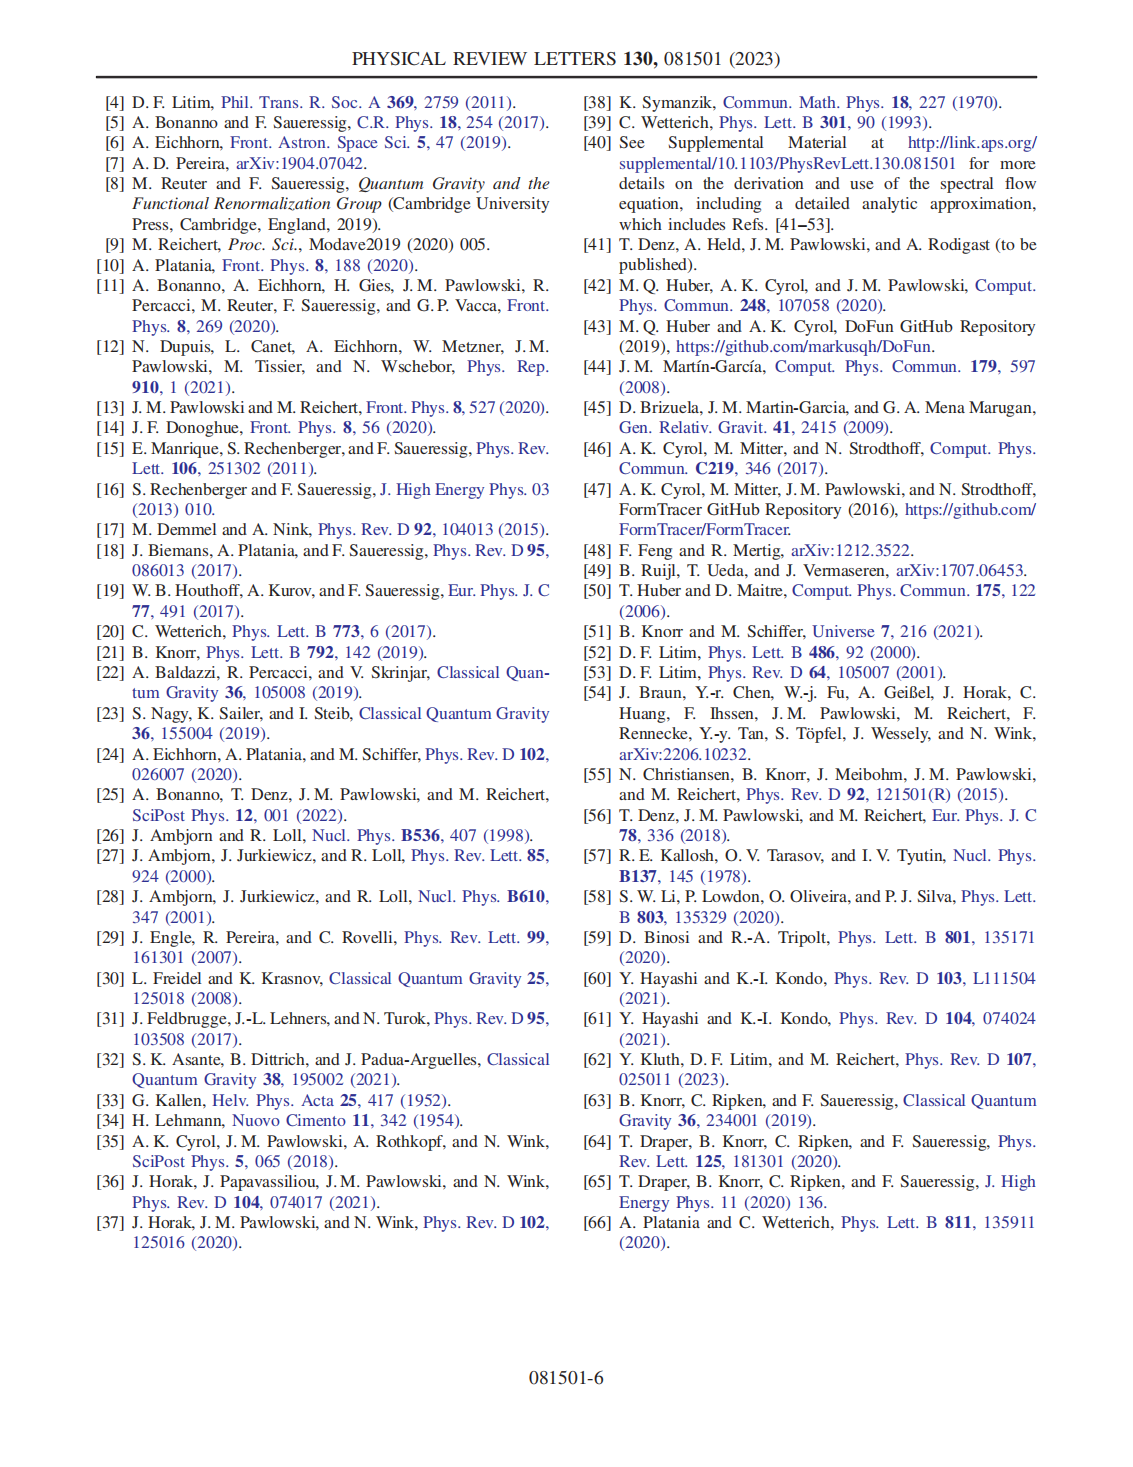 PHYSICAL REVIEW LETTERS 130, 081501 (2023)
[4] D. F. Litim, Phil. Trans. R. Soc. A 369, 2759 (2011).
[5] A. Bonanno and F. Saueressig, C.R. Phys. 18, 254 (2017).
[6] A. Eichhorn, Front. Astron. Space Sci. 5, 47 (2019).
[7] A. D. Pereira, arXiv:1904.07042.
[8] M. Reuter and F. Saueressig, Quantum Gravity and the
Functional Renormalization Group (Cambridge University
Press, Cambridge, England, 2019).
[9] M. Reichert, Proc. Sci., Modave2019 (2020) 005.
[10] A. Platania, Front. Phys. 8, 188 (2020).
[11] A. Bonanno, A. Eichhorn, H. Gies, J. M. Pawlowski, R.
Percacci, M. Reuter, F. Saueressig, and G. P. Vacca, Front.
Phys. 8, 269 (2020).
[12] N. Dupuis, L. Canet, A. Eichhorn, W. Metzner, J. M.
Pawlowski, M. Tissier, and N. Wschebor, Phys. Rep.
910, 1 (2021).
[13] J. M. Pawlowski and M. Reichert, Front. Phys. 8, 527 (2020).
[14] J. F. Donoghue, Front. Phys. 8, 56 (2020).
[15] E. Manrique, S. Rechenberger, and F. Saueressig, Phys. Rev.
Lett. 106, 251302 (2011).
[16] S. Rechenberger and F. Saueressig, J. High Energy Phys. 03
(2013) 010.
[17] M. Demmel and A. Nink, Phys. Rev. D 92, 104013 (2015).
[18] J. Biemans, A. Platania, and F. Saueressig, Phys. Rev. D 95,
086013 (2017).
[19] W. B. Houthoff, A. Kurov, and F. Saueressig, Eur. Phys. J. C
77, 491 (2017).
[20] C. Wetterich, Phys. Lett. B 773, 6 (2017).
[21] B. Knorr, Phys. Lett. B 792, 142 (2019).
[22] A. Baldazzi, R. Percacci, and V. Skrinjar, Classical Quan-
tum Gravity 36, 105008 (2019).
[23] S. Nagy, K. Sailer, and I. Steib, Classical Quantum Gravity
36, 155004 (2019).
[24] A. Eichhorn, A. Platania, and M. Schiffer, Phys. Rev. D 102,
026007 (2020).
[25] A. Bonanno, T. Denz, J. M. Pawlowski, and M. Reichert,
SciPost Phys. 12, 001 (2022).
[26] J. Ambjorn and R. Loll, Nucl. Phys. B536, 407 (1998).
[27] J. Ambjorn, J. Jurkiewicz, and R. Loll, Phys. Rev. Lett. 85,
924 (2000).
[28] J. Ambjorn, J. Jurkiewicz, and R. Loll, Nucl. Phys. B610,
347 (2001).
[29] J. Engle, R. Pereira, and C. Rovelli, Phys. Rev. Lett. 99,
161301 (2007).
[30] L. Freidel and K. Krasnov, Classical Quantum Gravity 25,
125018 (2008).
[31] J. Feldbrugge, J.-L. Lehners, and N. Turok, Phys. Rev. D 95,
103508 (2017).
[32] S. K. Asante, B. Dittrich, and J. Padua-Arguelles, Classical
Quantum Gravity 38, 195002 (2021).
[33] G. Kallen, Helv. Phys. Acta 25, 417 (1952).
[34] H. Lehmann, Nuovo Cimento 11, 342 (1954).
[35] A. K. Cyrol, J. M. Pawlowski, A. Rothkopf, and N. Wink,
SciPost Phys. 5, 065 (2018).
[36] J. Horak, J. Papavassiliou, J. M. Pawlowski, and N. Wink,
Phys. Rev. D 104, 074017 (2021).
[37] J. Horak, J. M. Pawlowski, and N. Wink, Phys. Rev. D 102,
125016 (2020).
[38] K. Symanzik, Commun. Math. Phys. 18, 227 (1970).
[39] C. Wetterich, Phys. Lett. B 301, 90 (1993).
[40] See Supplemental Material at http://link.aps.org/
supplemental/10.1103/PhysRevLett.130.081501 for more
details on the derivation and use of the spectral flow
equation, including a detailed analytic approximation,
which includes Refs. [41–53].
[41] T. Denz, A. Held, J. M. Pawlowski, and A. Rodigast (to be
published).
[42] M. Q. Huber, A. K. Cyrol, and J. M. Pawlowski, Comput.
Phys. Commun. 248, 107058 (2020).
[43] M. Q. Huber and A. K. Cyrol, DoFun GitHub Repository
(2019), https://github.com/markusqh/DoFun.
[44] J. M. Martín-García, Comput. Phys. Commun. 179, 597
(2008).
[45] D. Brizuela, J. M. Martin-Garcia, and G. A. Mena Marugan,
Gen. Relativ. Gravit. 41, 2415 (2009).
[46] A. K. Cyrol, M. Mitter, and N. Strodthoff, Comput. Phys.
Commun. C219, 346 (2017).
[47] A. K. Cyrol, M. Mitter, J. M. Pawlowski, and N. Strodthoff,
FormTracer GitHub Repository (2016), https://github.com/
FormTracer/FormTracer.
[48] F. Feng and R. Mertig, arXiv:1212.3522.
[49] B. Ruijl, T. Ueda, and J. Vermaseren, arXiv:1707.06453.
[50] T. Huber and D. Maitre, Comput. Phys. Commun. 175, 122
(2006).
[51] B. Knorr and M. Schiffer, Universe 7, 216 (2021).
[52] D. F. Litim, Phys. Lett. B 486, 92 (2000).
[53] D. F. Litim, Phys. Rev. D 64, 105007 (2001).
[54] J. Braun, Y.-r. Chen, W.-j. Fu, A. Geißel, J. Horak, C.
Huang, F. Ihssen, J. M. Pawlowski, M. Reichert, F.
Rennecke, Y.-y. Tan, S. Töpfel, J. Wessely, and N. Wink,
arXiv:2206.10232.
[55] N. Christiansen, B. Knorr, J. Meibohm, J. M. Pawlowski,
and M. Reichert, Phys. Rev. D 92, 121501(R) (2015).
[56] T. Denz, J. M. Pawlowski, and M. Reichert, Eur. Phys. J. C
78, 336 (2018).
[57] R. E. Kallosh, O. V. Tarasov, and I. V. Tyutin, Nucl. Phys.
B137, 145 (1978).
[58] S. W. Li, P. Lowdon, O. Oliveira, and P. J. Silva, Phys. Lett.
B 803, 135329 (2020).
[59] D. Binosi and R.-A. Tripolt, Phys. Lett. B 801, 135171
(2020).
[60] Y. Hayashi and K.-I. Kondo, Phys. Rev. D 103, L111504
(2021).
[61] Y. Hayashi and K.-I. Kondo, Phys. Rev. D 104, 074024
(2021).
[62] Y. Kluth, D. F. Litim, and M. Reichert, Phys. Rev. D 107,
025011 (2023).
[63] B. Knorr, C. Ripken, and F. Saueressig, Classical Quantum
Gravity 36, 234001 (2019).
[64] T. Draper, B. Knorr, C. Ripken, and F. Saueressig, Phys.
Rev. Lett. 125, 181301 (2020).
[65] T. Draper, B. Knorr, C. Ripken, and F. Saueressig, J. High
Energy Phys. 11 (2020) 136.
[66] A. Platania and C. Wetterich, Phys. Lett. B 811, 135911
(2020).
081501-6